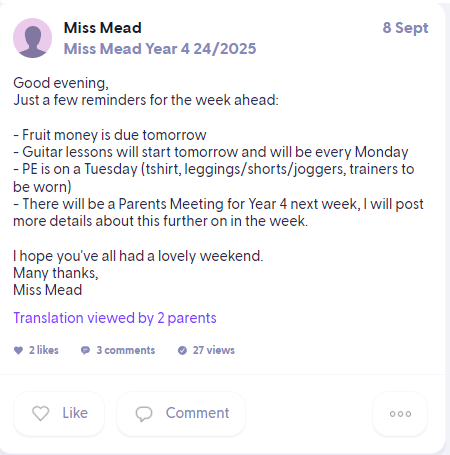 Miss Mead
8 Sept
Miss Mead Year 4 24/2025
Good evening,
Just a few reminders for the week ahead:
- Fruit money is due tomorrow
- Guitar lessons will start tomorrow and will be every Monday
- PE is on a Tuesday (tshirt, leggings/shorts/joggers, trainers to
be worn)
- There will be a Parents Meeting for Year 4 next week, I will post
more details about this further on in the week.
I hope you've all had a lovely weekend.
Many thanks,
Miss Mead
Translation viewed by 2 parents
2 likes
3 comments
27 views
Like
Comment